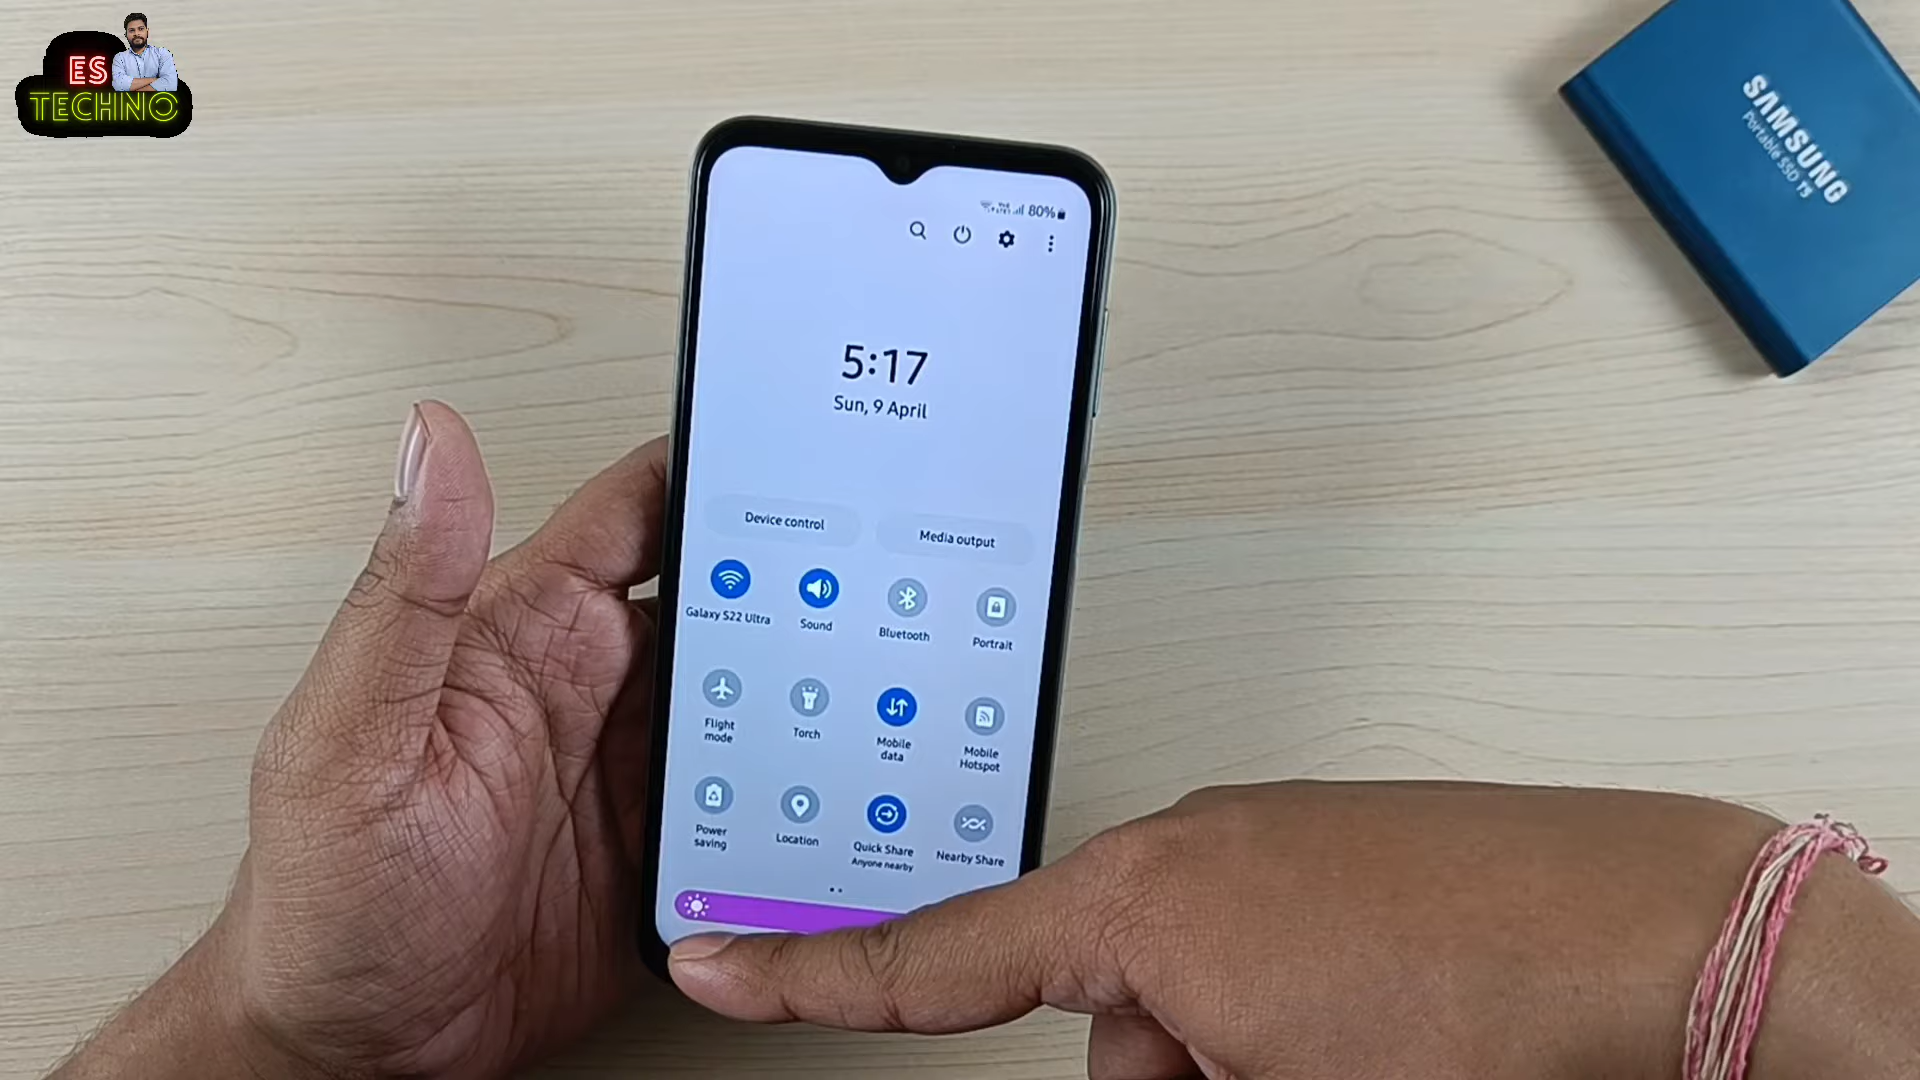 ES
TECHNO
SAMSUNG
Portable SSD T5
80%
5:17
Sun, 9 April
Device control
Media output
Galaxy S22 Ultra
Sound
Bluetooth
Portrait
Flight
mode
Torch
Mobile
data
Mobile
Hotspot
Power
saving
Location
Quick Share
Anyone nearby
Nearby Share